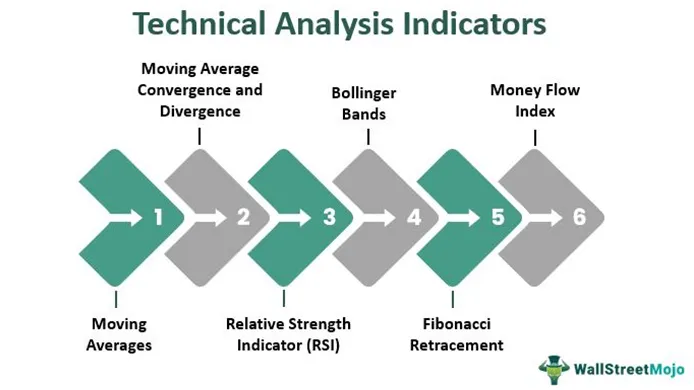 Technical Analysis Indicators
Moving Average
Convergence and
Divergence
Bollinger
Bands
Money Flow
Index
1
2
3
4
5
6
Moving
Averages
Relative Strength
Indicator (RSI)
Fibonacci
Retracement
WallStreetMojo